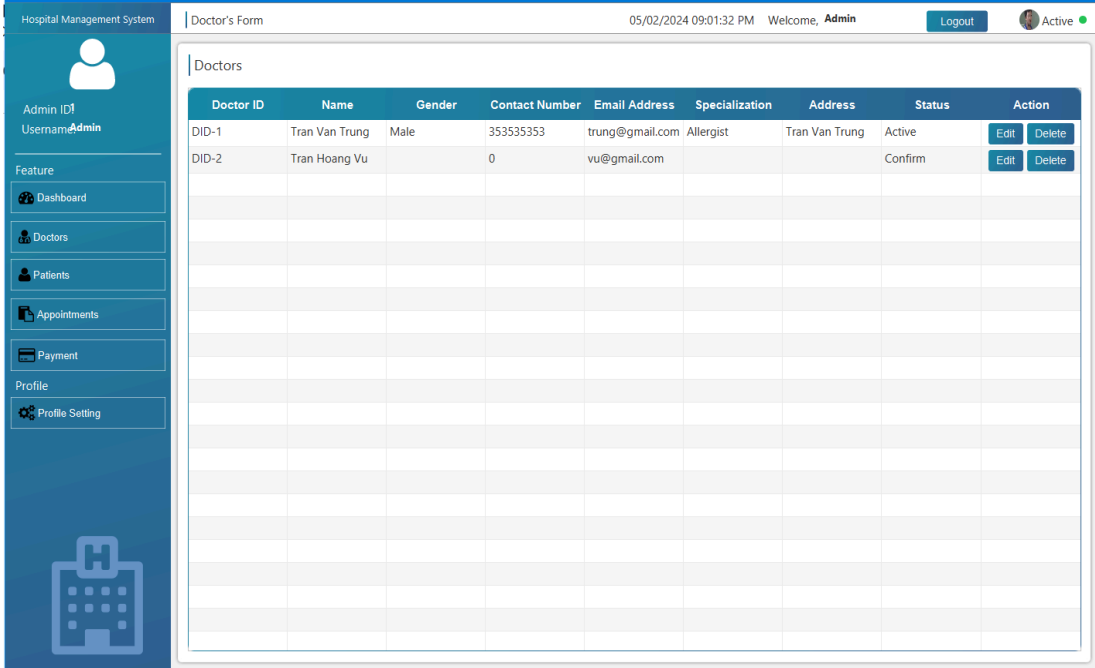 Hospital Management System
Doctor's Form
05/02/2024 09:01:32 PM Welcome, Admin
Logout
Active
Admin ID: 1
Username: Admin
Feature
Dashboard
Doctors
Patients
Appointments
Payment
Profile
Profile Setting
Doctors
Doctor ID Name Gender Contact Number Email Address Specialization Address Status Action
DID-1 Tran Van Trung Male 353535353 trung@gmail.com Allergist Tran Van Trung Active Edit Delete
DID-2 Tran Hoang Vu 0 vu@gmail.com Confirm Edit Delete